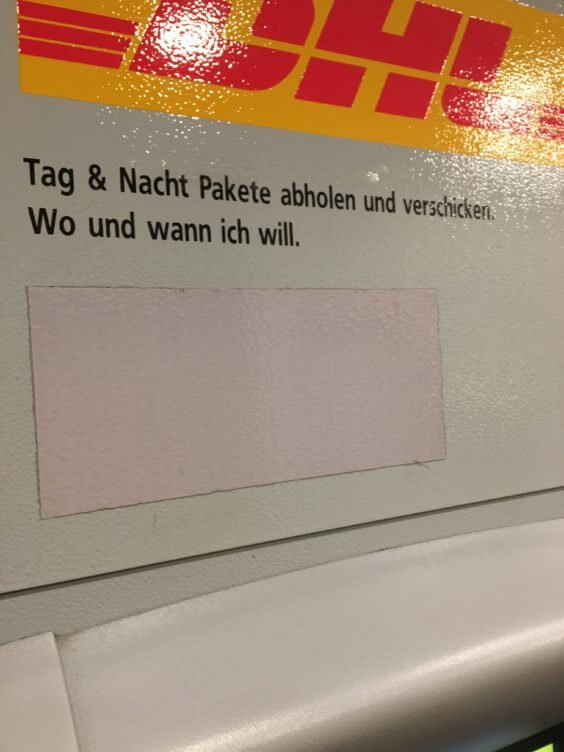 DHL
Tag & Nacht Pakete abholen und verschicken.
Wo und wann ich will.